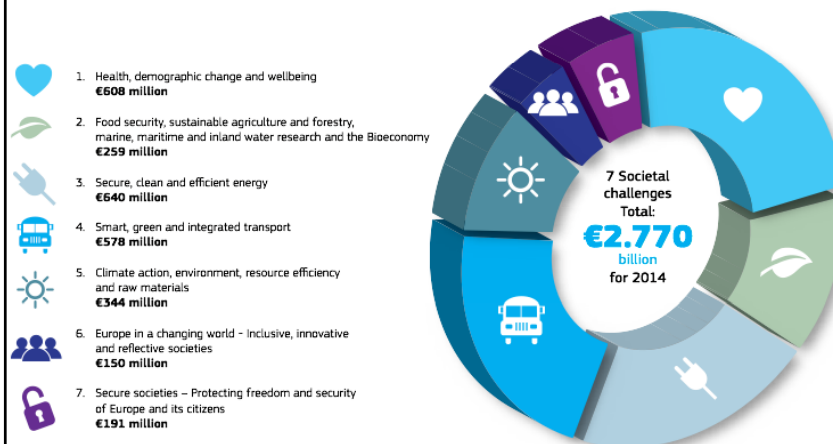 1. Health, demographic change and wellbeing
€608 million
2. Food security, sustainable agriculture and forestry,
marine, maritime and inland water research and the Bioeconomy
€259 million
3. Secure, clean and efficient energy
€640 million
4. Smart, green and integrated transport
€578 million
5. Climate action, environment, resource efficiency
and raw materials
€344 million
6. Europe in a changing world - Inclusive, innovative
and reflective societies
€150 million
7. Secure societies – Protecting freedom and security
of Europe and its citizens
€191 million
7 Societal
challenges
Total:
€2.770
billion
for 2014